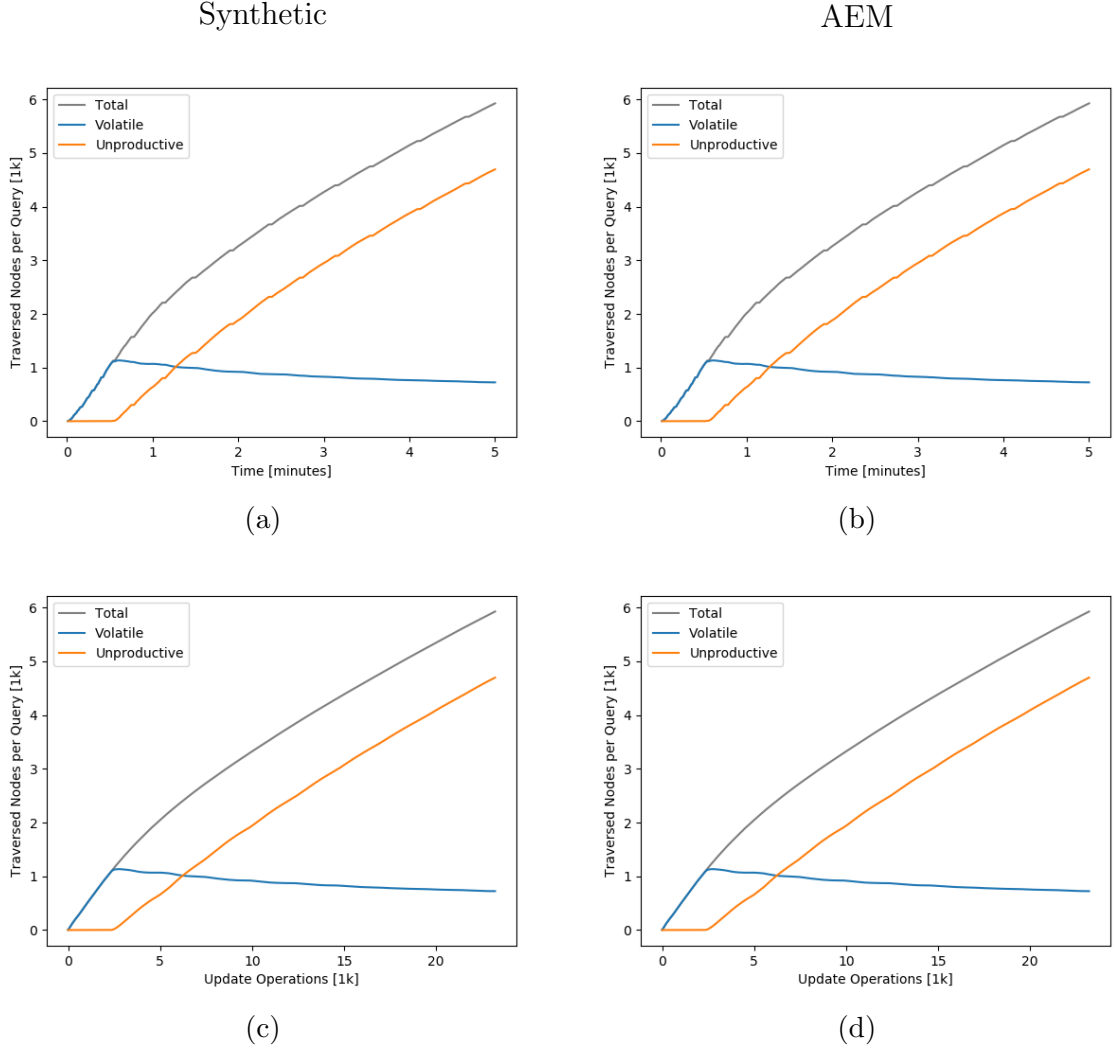 Synthetic
AEM
Total
Volatile
Unproductive
Traversed Nodes per Query [1k]
6
5
4
3
2
1
0
0 1 2 3 4 5
Time [minutes]
(a)
Total
Volatile
Unproductive
Traversed Nodes per Query [1k]
6
5
4
3
2
1
0
0 1 2 3 4 5
Time [minutes]
(b)
Total
Volatile
Unproductive
Traversed Nodes per Query [1k]
6
5
4
3
2
1
0
0 5 10 15 20
Update Operations [1k]
(c)
Total
Volatile
Unproductive
Traversed Nodes per Query [1k]
6
5
4
3
2
1
0
0 5 10 15 20
Update Operations [1k]
(d)